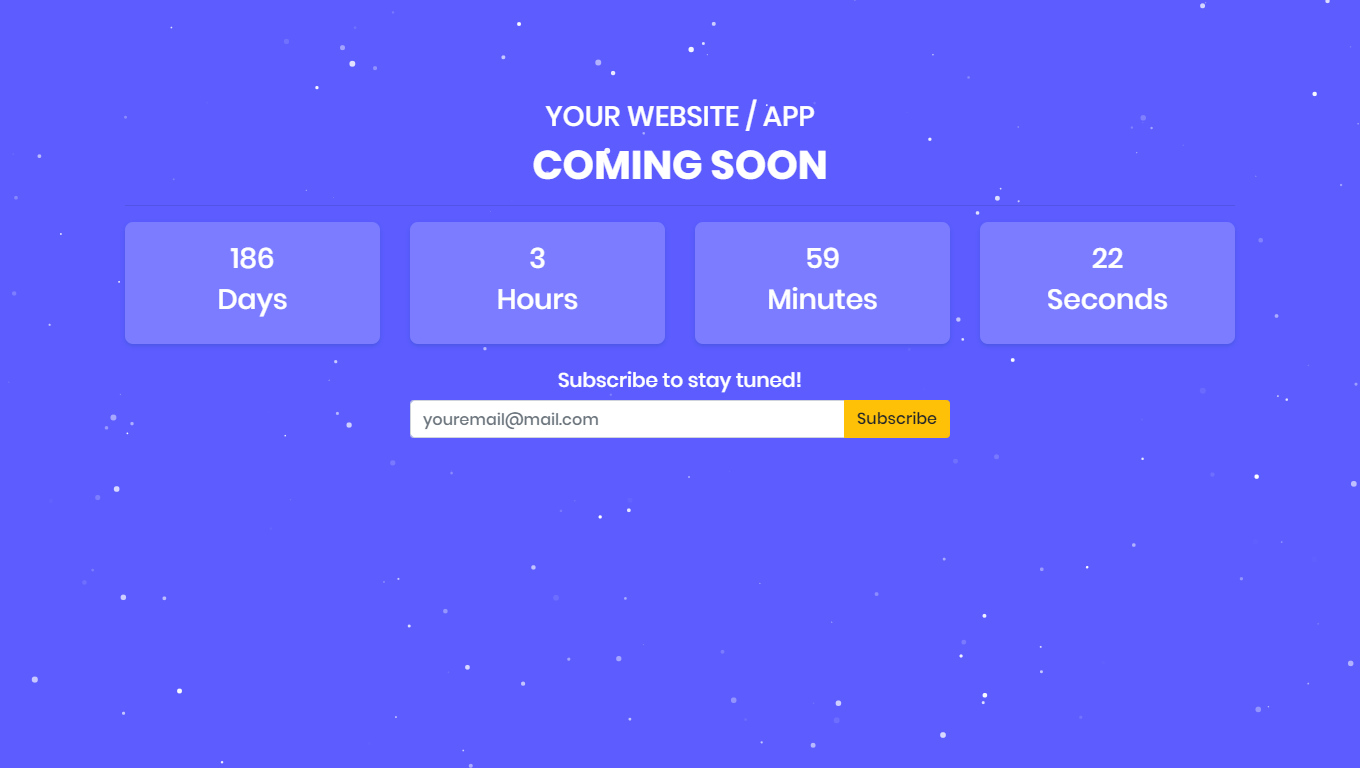 YOUR WEBSITE / APP
COMING SOON
186
Days
3
Hours
59
Minutes
22
Seconds
Subscribe to stay tuned!
youremail@mail.com
Subscribe